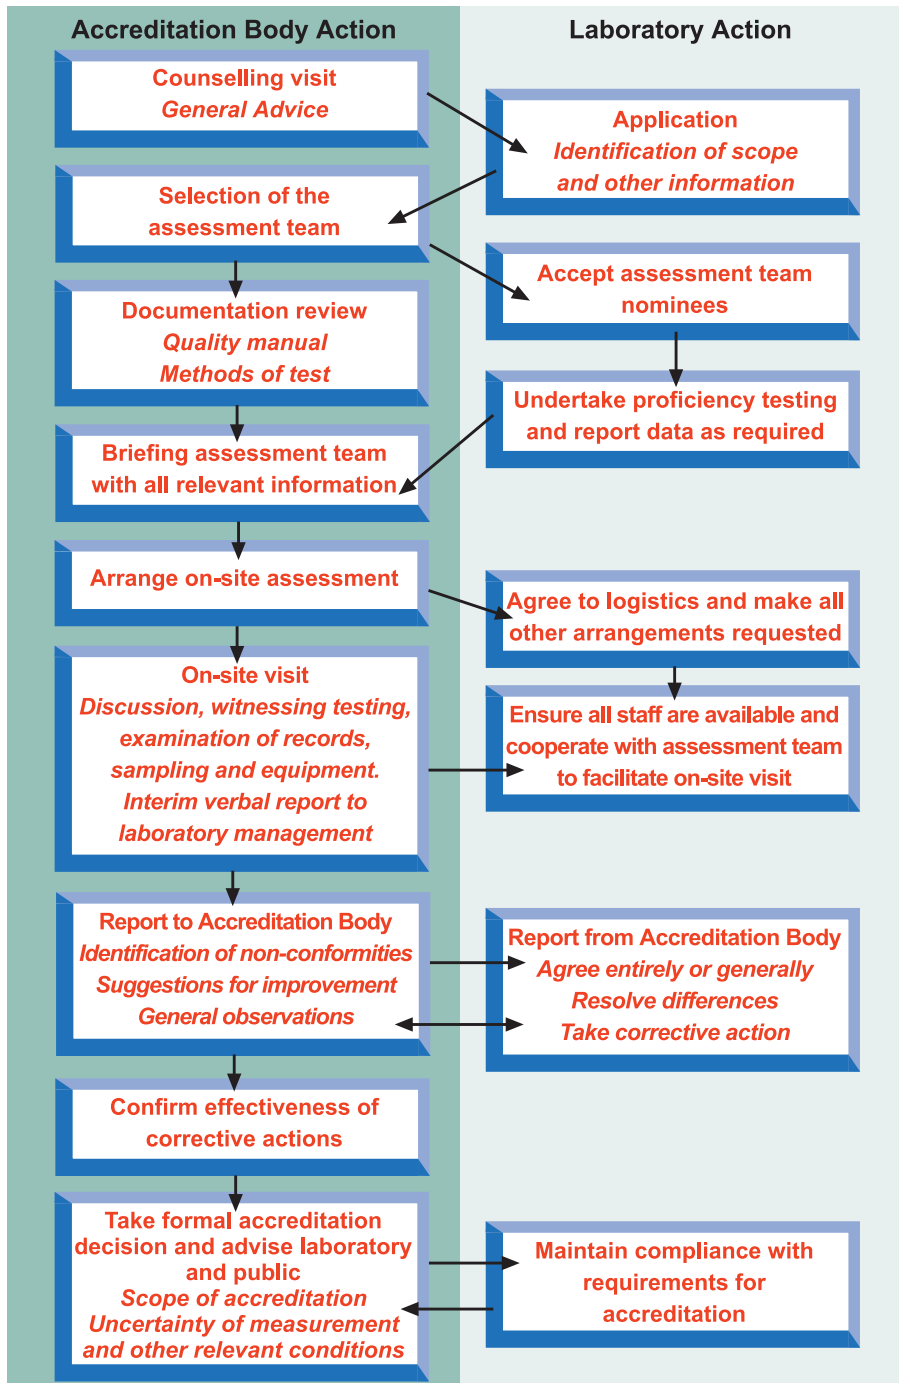 Accreditation Body Action
Laboratory Action
Counselling visit
General Advice
Application
Identification of scope
and other information
Selection of the
assessment team
Accept assessment team
nominees
Documentation review
Quality manual
Methods of test
Undertake proficiency testing
and report data as required
Briefing assessment team
with all relevant information
Arrange on-site assessment
Agree to logistics and make all
other arrangements requested
On-site visit
Discussion, witnessing testing,
examination of records,
sampling and equipment.
Interim verbal report to
laboratory management
Ensure all staff are available and
cooperate with assessment team
to facilitate on-site visit
Report to Accreditation Body
Identification of non-conformities
Suggestions for improvement
General observations
Report from Accreditation Body
Agree entirely or generally
Resolve differences
Take corrective action
Confirm effectiveness of
corrective actions
Take formal accreditation
decision and advise laboratory
and public
Scope of accreditation
Uncertainty of measurement
and other relevant conditions
Maintain compliance with
requirements for
accreditation